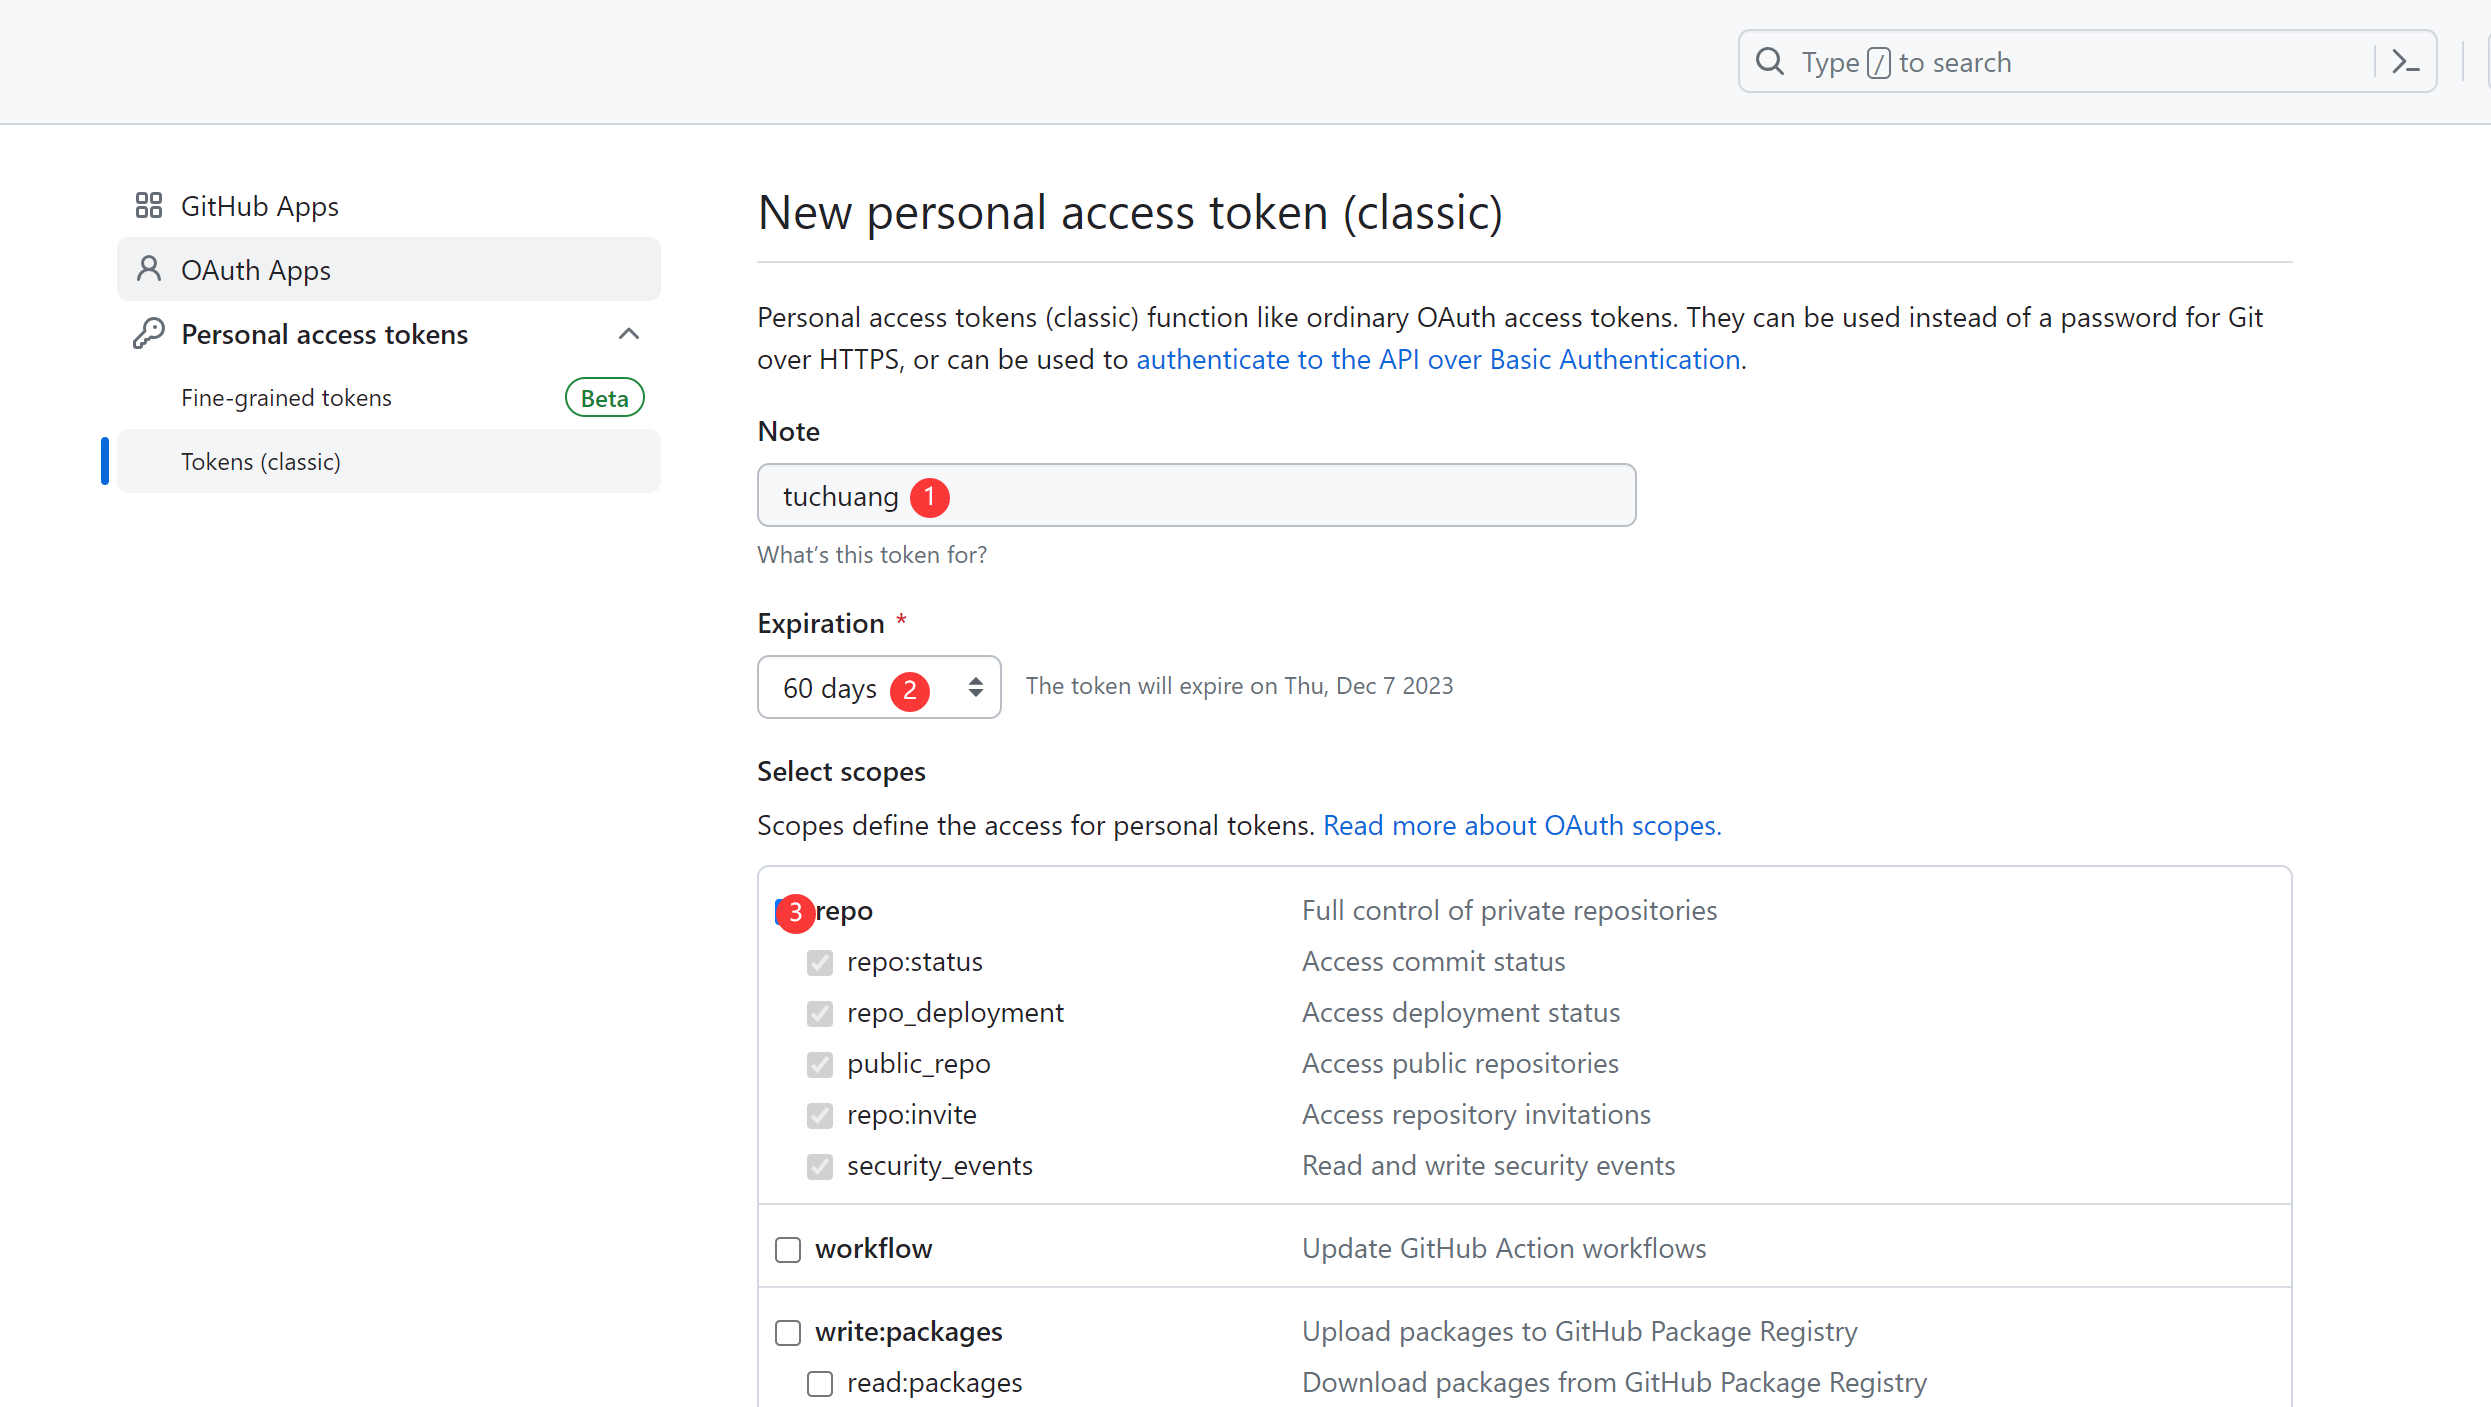 Type / to search
GitHub Apps
OAuth Apps
Personal access tokens
Fine-grained tokens Beta
Tokens (classic)
New personal access token (classic)
Personal access tokens (classic) function like ordinary OAuth access tokens. They can be used instead of a password for Git
over HTTPS, or can be used to authenticate to the API over Basic Authentication.
Note
tuchuang 1
What's this token for?
Expiration *
60 days 2 The token will expire on Thu, Dec 7 2023
Select scopes
Scopes define the access for personal tokens. Read more about OAuth scopes.
3 repo Full control of private repositories
repo:status Access commit status
repo_deployment Access deployment status
public_repo Access public repositories
repo:invite Access repository invitations
security_events Read and write security events
workflow Update GitHub Action workflows
write:packages Upload packages to GitHub Package Registry
read:packages Download packages from GitHub Package Registry